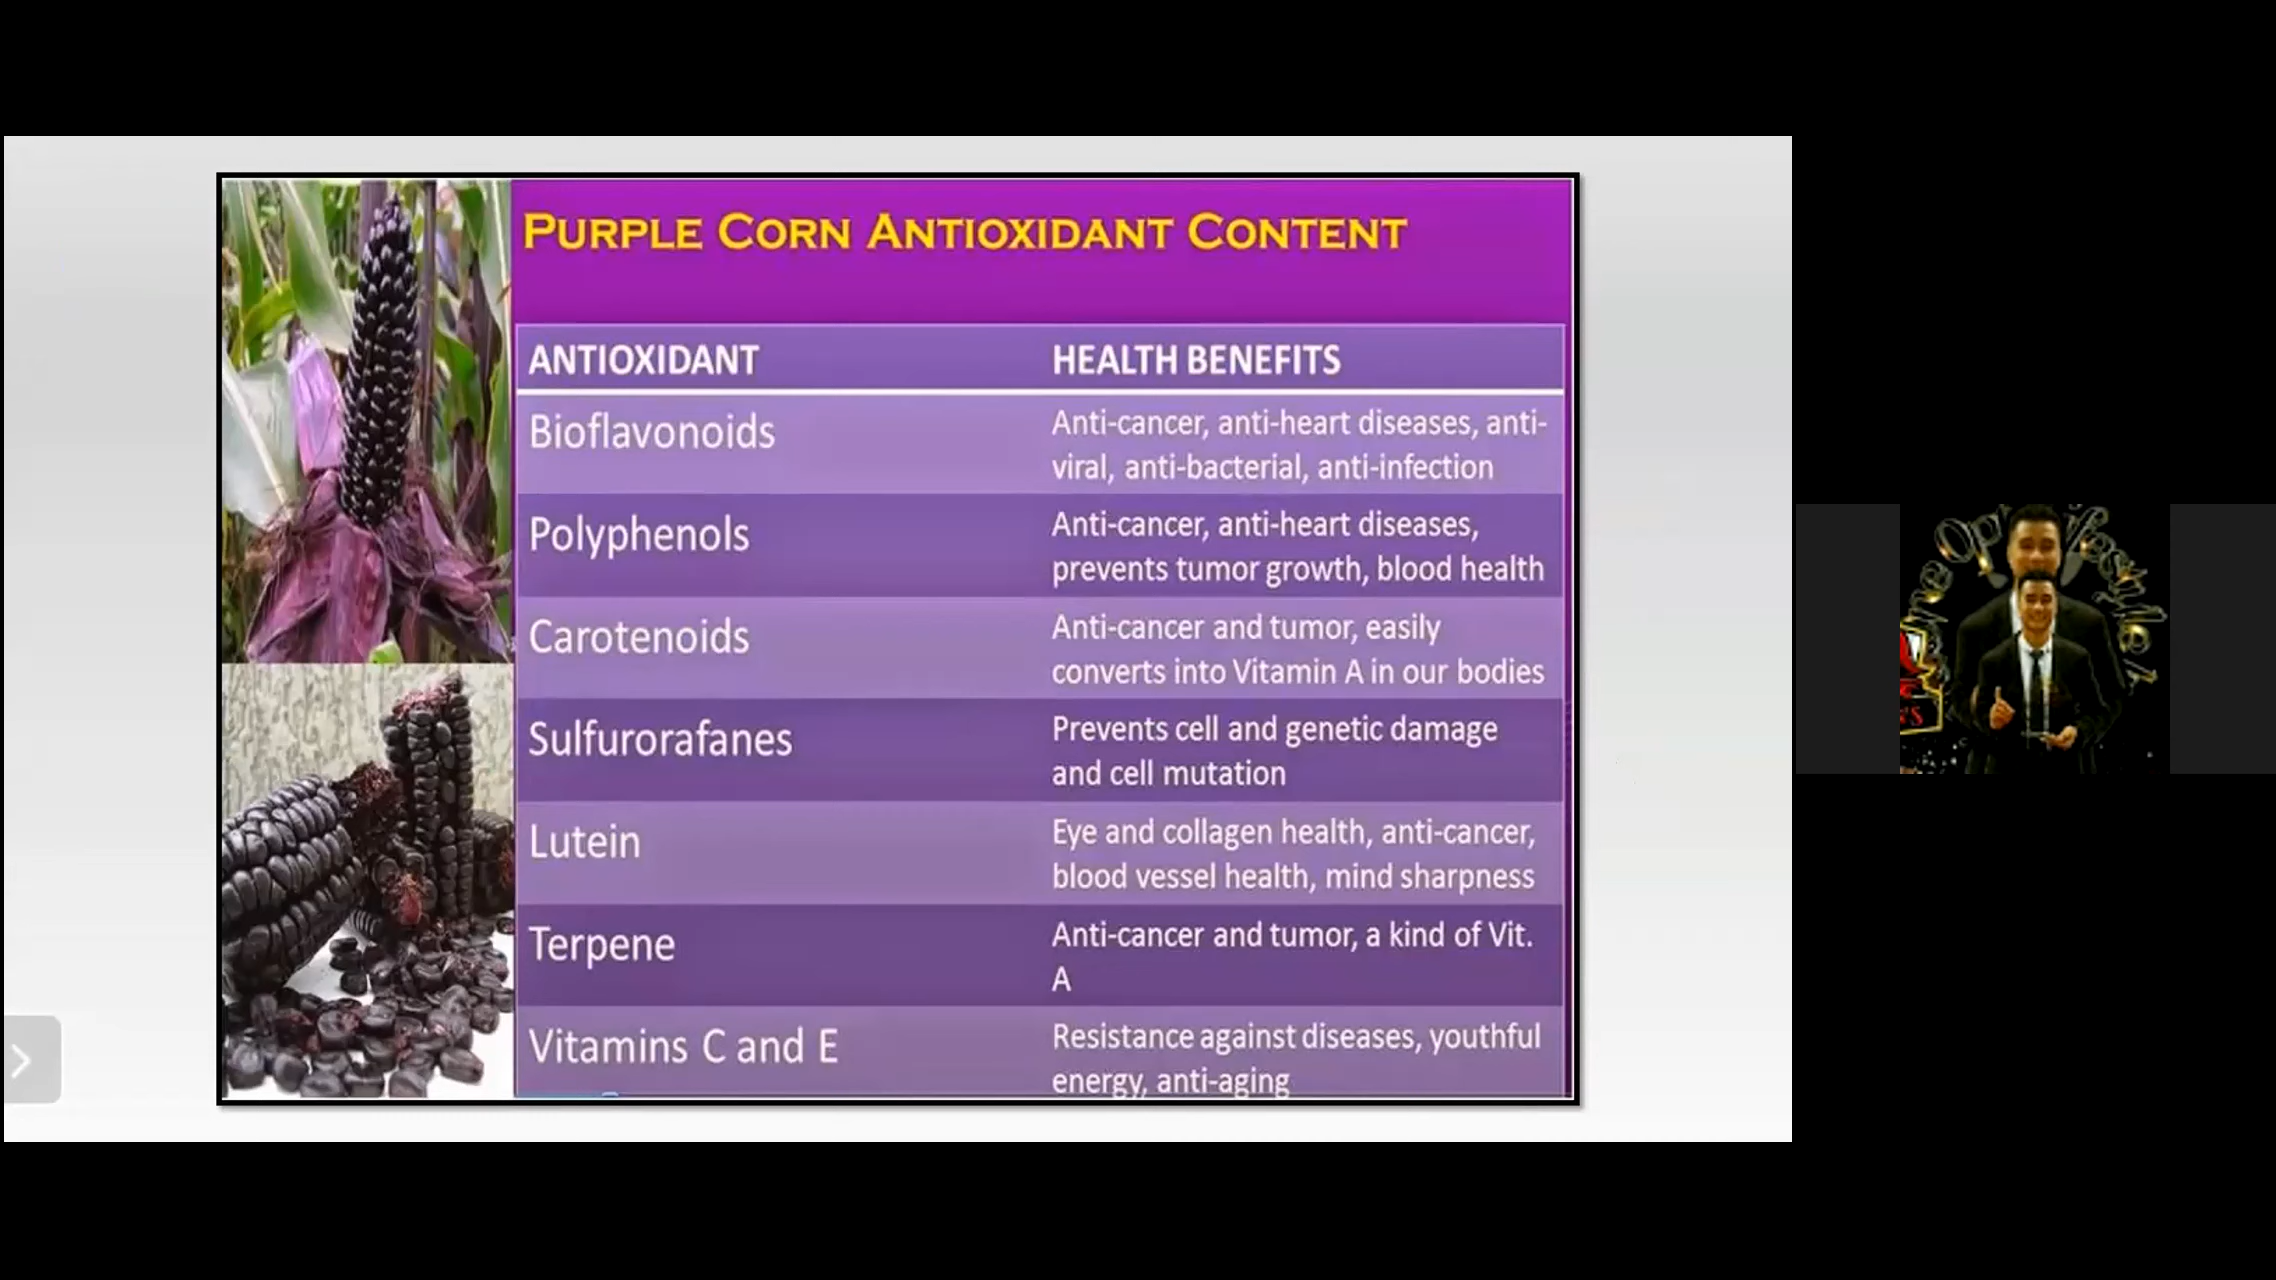 PURPLE CORN ANTIOXIDANT CONTENT
ANTIOXIDANT
HEALTH BENEFITS
Bioflavonoids
Anti-cancer, anti-heart diseases, anti-
viral, anti-bacterial, anti-infection
Polyphenols
Anti-cancer, anti-heart diseases,
prevents tumor growth, blood health
Carotenoids
Anti-cancer and tumor, easily
converts into Vitamin A in our bodies
Sulfurorafanes
Prevents cell and genetic damage
and cell mutation
Lutein
Eye and collagen health, anti-cancer,
blood vessel health, mind sharpness
Terpene
Anti-cancer and tumor, a kind of Vit.
A
Vitamins C and E
Resistance against diseases, youthful
energy, anti-aging